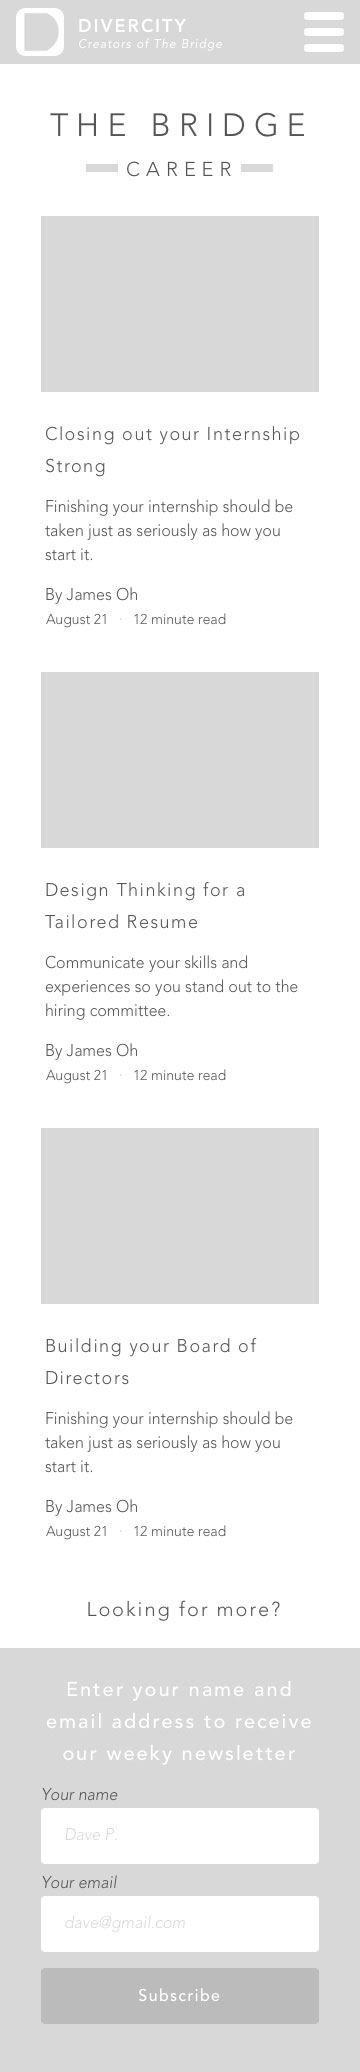 DIVERCITY
Creators of The Bridge
THE BRIDGE
CAREER
Closing out your Internship
Strong
Finishing your internship should be
taken just as seriously as how you
start it.
By James Oh
August 21 · 12 minute read
Design Thinking for a
Tailored Resume
Communicate your skills and
experiences so you stand out to the
hiring committee.
By James Oh
August 21 · 12 minute read
Building your Board of
Directors
Finishing your internship should be
taken just as seriously as how you
start it.
By James Oh
August 21 · 12 minute read
Looking for more?
Enter your name and
email address to receive
our weeky newsletter
Your name
Dave P.
Your email
dave@gmail.com
Subscribe